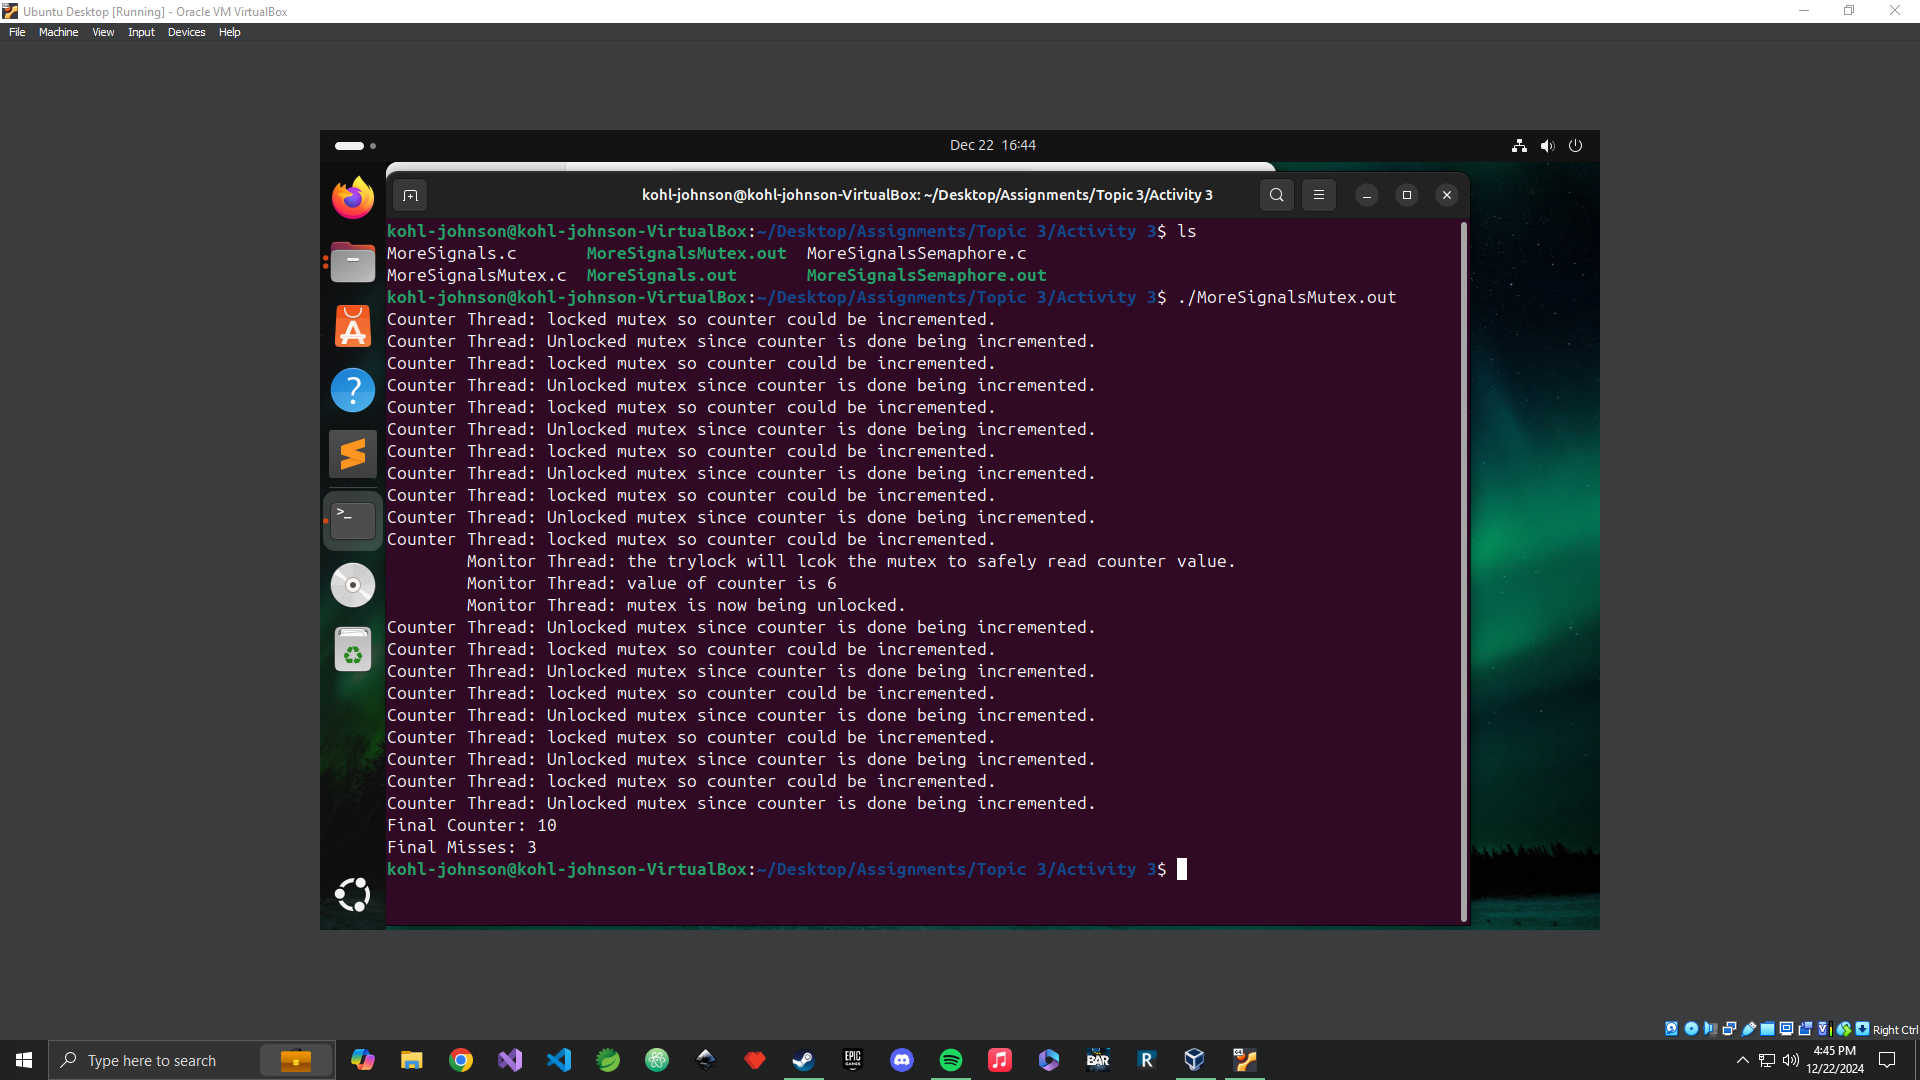 Ubuntu Desktop [Running] - Oracle VM VirtualBox
File Machine View Input Devices Help
Dec 22 16:44
kohl-johnson@kohl-johnson-VirtualBox: ~/Desktop/Assignments/Topic 3/Activity 3
kohl-johnson@kohl-johnson-VirtualBox:~/Desktop/Assignments/Topic 3/Activity 3$ ls
MoreSignals.c MoreSignalsMutex.out MoreSignalsSemaphore.c
MoreSignalsMutex.c MoreSignals.out MoreSignalsSemaphore.out
kohl-johnson@kohl-johnson-VirtualBox:~/Desktop/Assignments/Topic 3/Activity 3$ ./MoreSignalsMutex.out
Counter Thread: locked mutex so counter could be incremented.
Counter Thread: Unlocked mutex since counter is done being incremented.
Counter Thread: locked mutex so counter could be incremented.
Counter Thread: Unlocked mutex since counter is done being incremented.
Counter Thread: locked mutex so counter could be incremented.
Counter Thread: Unlocked mutex since counter is done being incremented.
Counter Thread: locked mutex so counter could be incremented.
Counter Thread: Unlocked mutex since counter is done being incremented.
Counter Thread: locked mutex so counter could be incremented.
Counter Thread: Unlocked mutex since counter is done being incremented.
Counter Thread: locked mutex so counter could be incremented.
Monitor Thread: the trylock will lcok the mutex to safely read counter value.
Monitor Thread: value of counter is 6
Monitor Thread: mutex is now being unlocked.
Counter Thread: Unlocked mutex since counter is done being incremented.
Counter Thread: locked mutex so counter could be incremented.
Counter Thread: Unlocked mutex since counter is done being incremented.
Counter Thread: locked mutex so counter could be incremented.
Counter Thread: Unlocked mutex since counter is done being incremented.
Counter Thread: locked mutex so counter could be incremented.
Counter Thread: Unlocked mutex since counter is done being incremented.
Counter Thread: locked mutex so counter could be incremented.
Counter Thread: Unlocked mutex since counter is done being incremented.
Final Counter: 10
Final Misses: 3
kohl-johnson@kohl-johnson-VirtualBox:~/Desktop/Assignments/Topic 3/Activity 3$
Right Ctrl
Type here to search
EPIC GAMES
BAR
R
4:45 PM
12/22/2024